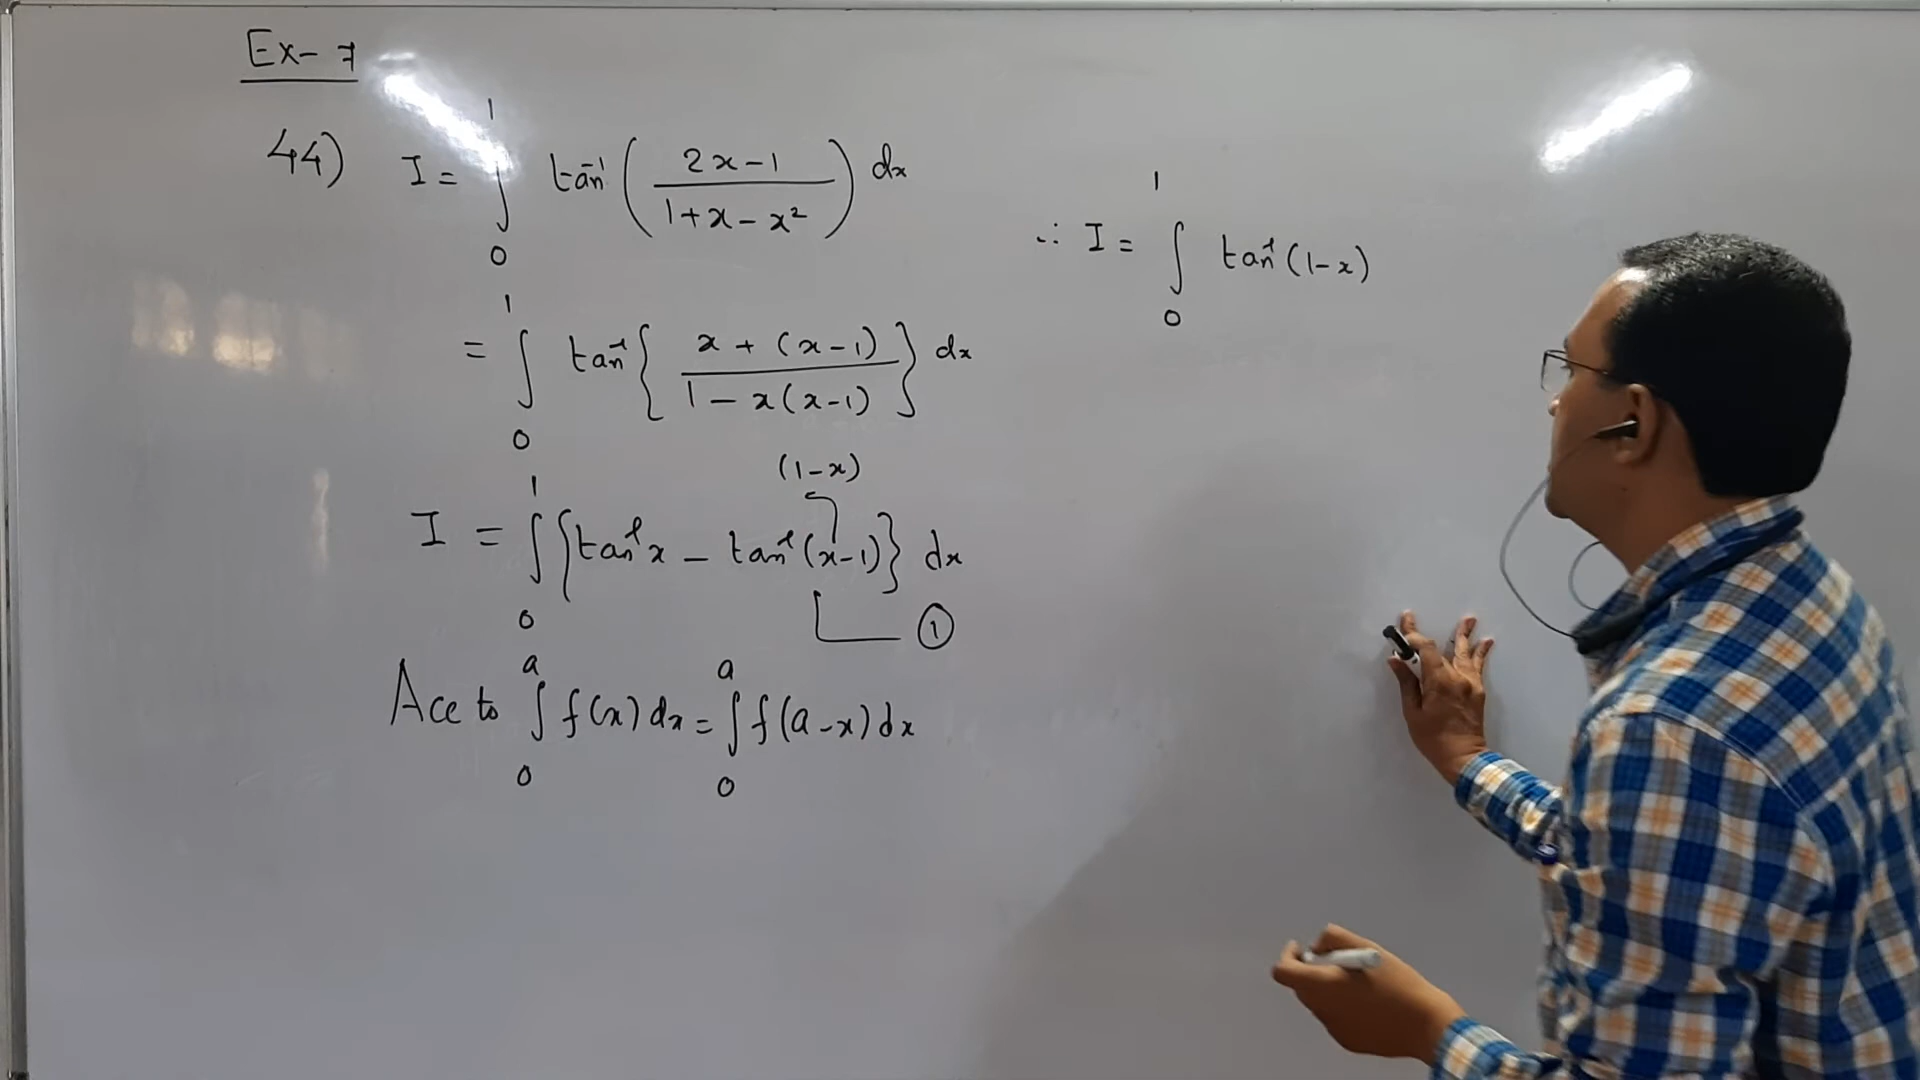 Ex- 7
44) I = ∫₀¹ tan⁻¹ ( (2x-1) / (1+x-x²) ) dx
= ∫₀¹ tan⁻¹ { (x + (x-1)) / (1 - x(x-1)) } dx
(1-x)
I = ∫₀¹ {tan⁻¹x - tan⁻¹(x-1)} dx
①
Acc to ∫₀ᵃ f(x) dx = ∫₀ᵃ f(a-x) dx
∴ I = ∫₀¹ tan⁻¹(1-x)